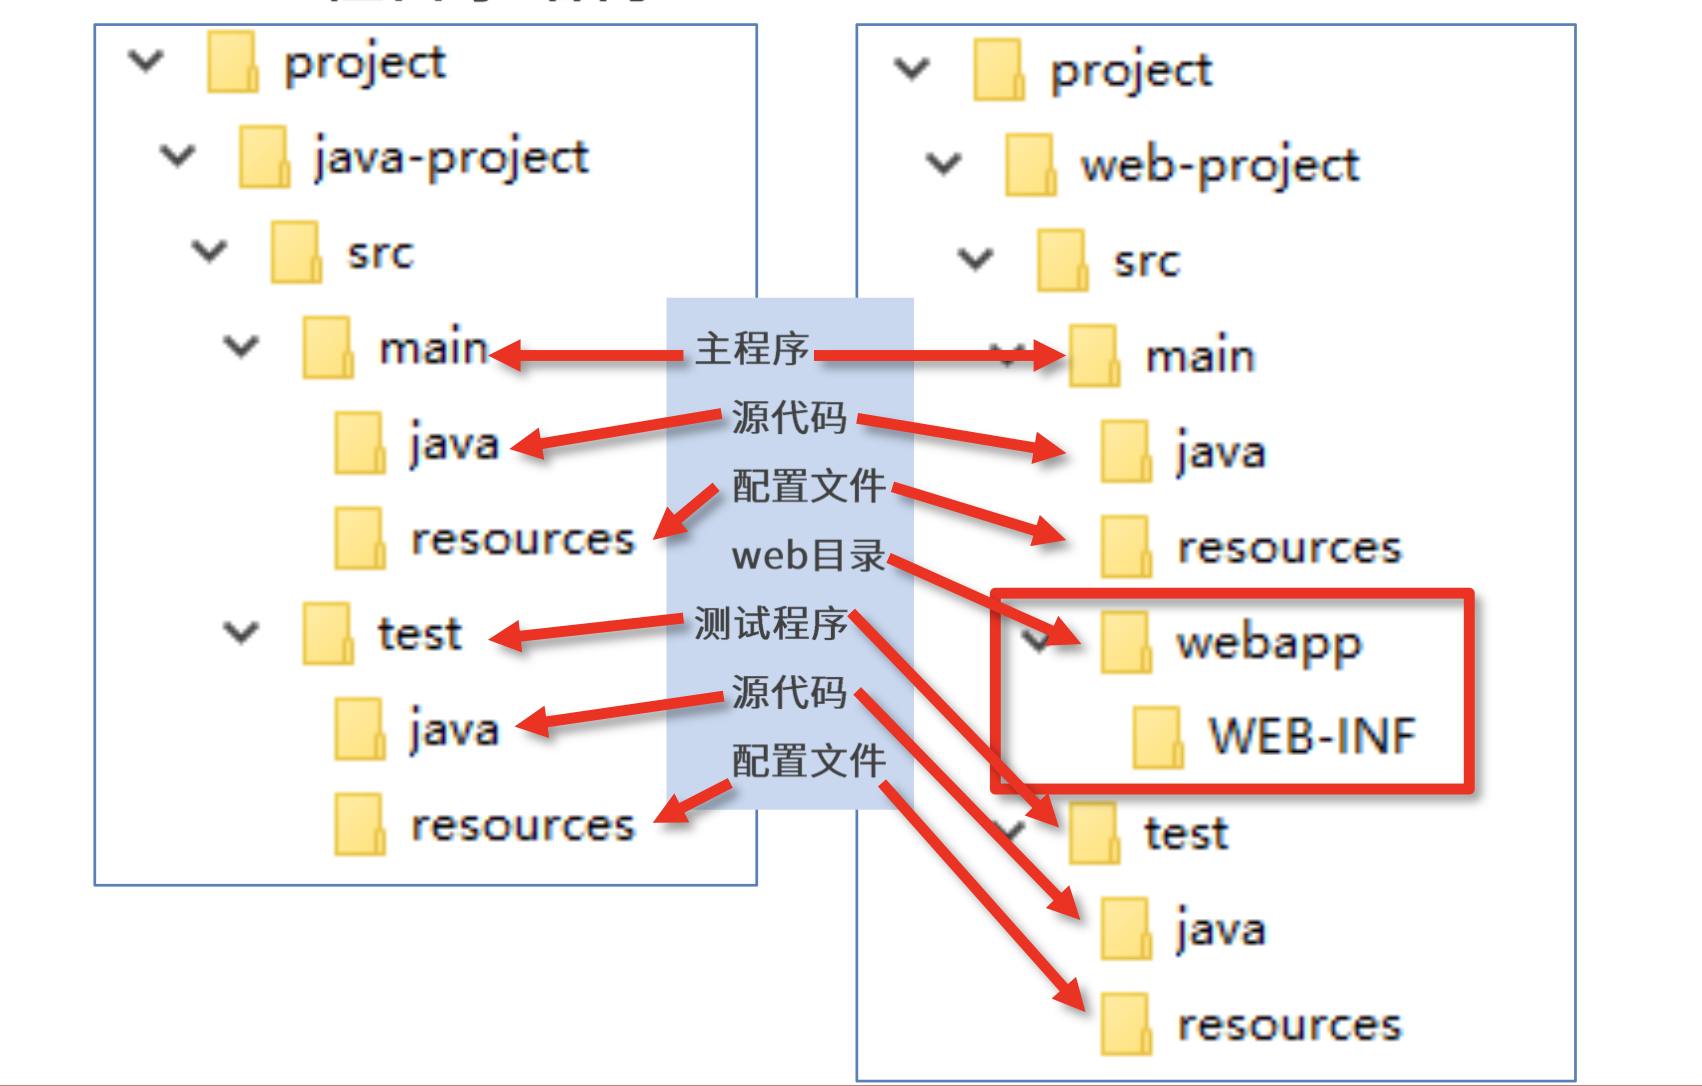 project
java-project
src
main
java
resources
test
java
resources
主程序
源代码
配置文件
web目录
测试程序
源代码
配置文件
project
web-project
src
main
java
resources
webapp
WEB-INF
test
java
resources